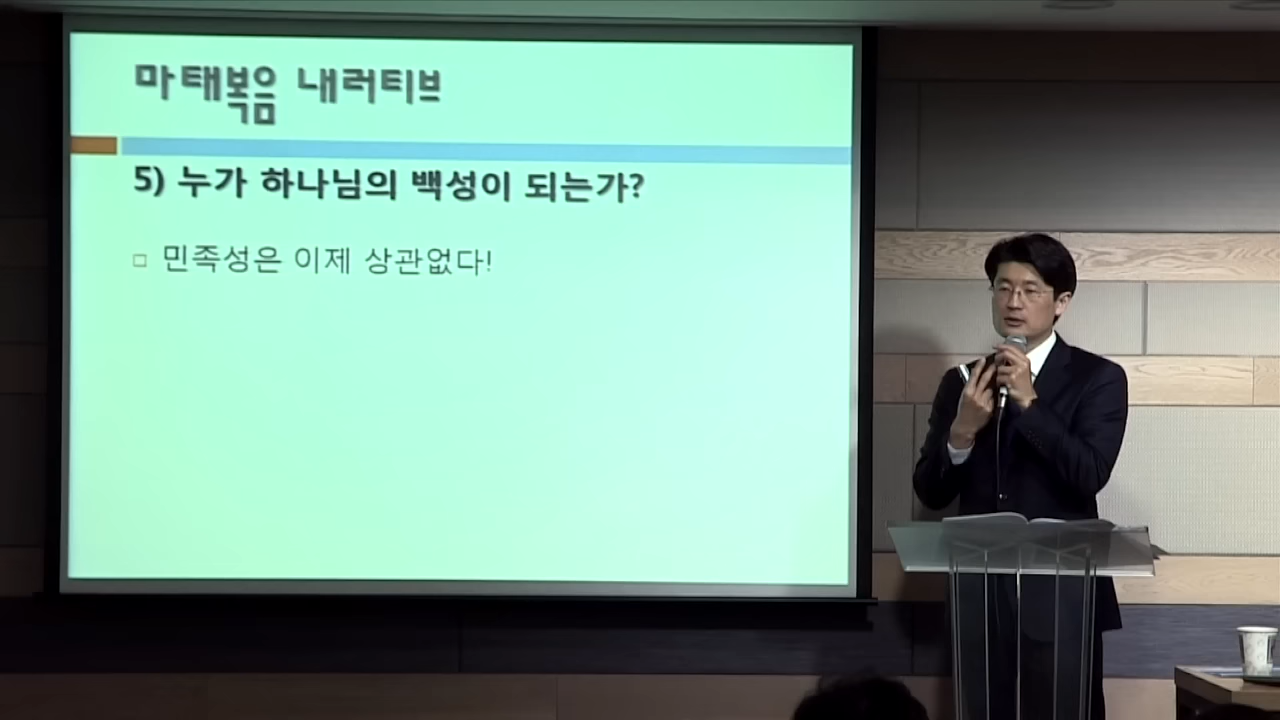 마태복음 내러티브
5) 누가 하나님의 백성이 되는가?
□ 민족성은 이제 상관없다!